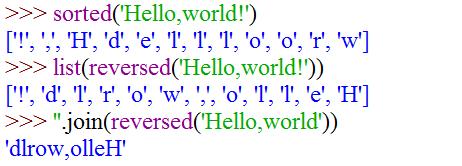 >>> sorted('Hello,world!')
['!', ',', 'H', 'd', 'e', 'l', 'l', 'l', 'o', 'o', 'r', 'w']
>>> list(reversed('Hello,world!'))
['!', 'd', 'l', 'r', 'o', 'w', ',', 'o', 'l', 'l', 'e', 'H']
>>> ''.join(reversed('Hello,world'))
'dlrow,olleH'